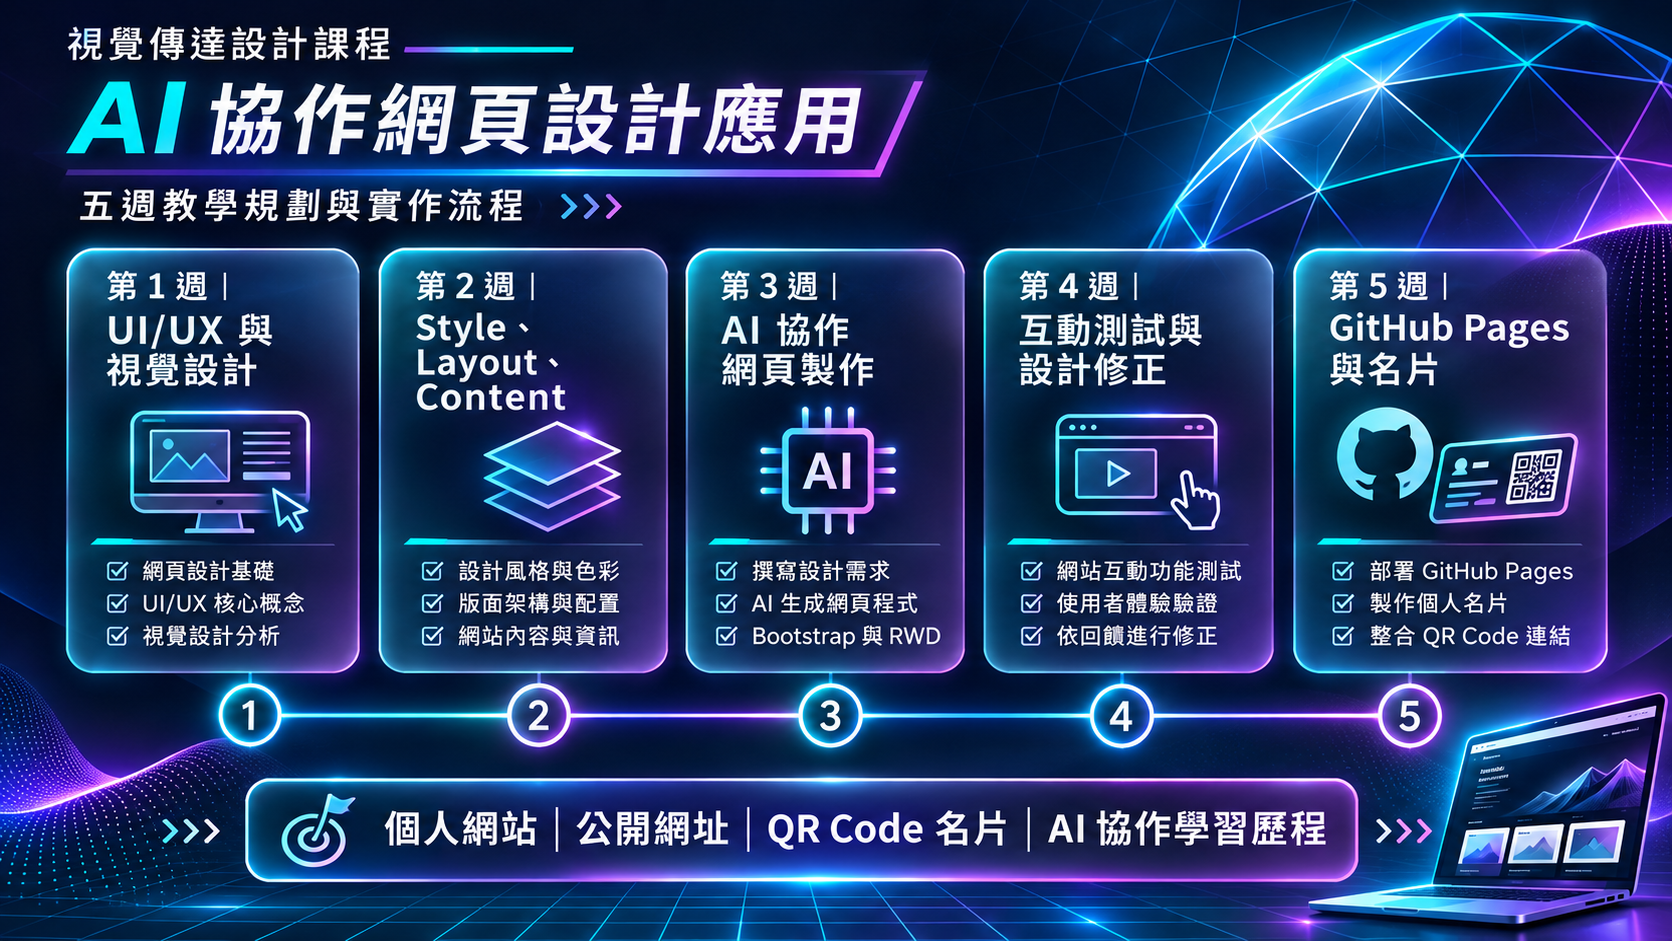 視覺傳達設計課程
AI 協作網頁設計應用
五週教學規劃與實作流程
第 1 週｜
UI/UX 與
視覺設計
網頁設計基礎
UI/UX 核心概念
視覺設計分析
第 2 週｜
Style、
Layout、
Content
設計風格與色彩
版面架構與配置
網站內容與資訊
第 3 週｜
AI 協作
網頁製作
AI
撰寫設計需求
AI 生成網頁程式
Bootstrap 與 RWD
第 4 週｜
互動測試與
設計修正
網站互動功能測試
使用者體驗驗證
依回饋進行修正
第 5 週｜
GitHub Pages
與名片
部署 GitHub Pages
製作個人名片
整合 QR Code 連結
1
2
3
4
5
個人網站｜公開網址｜QR Code 名片｜AI 協作學習歷程